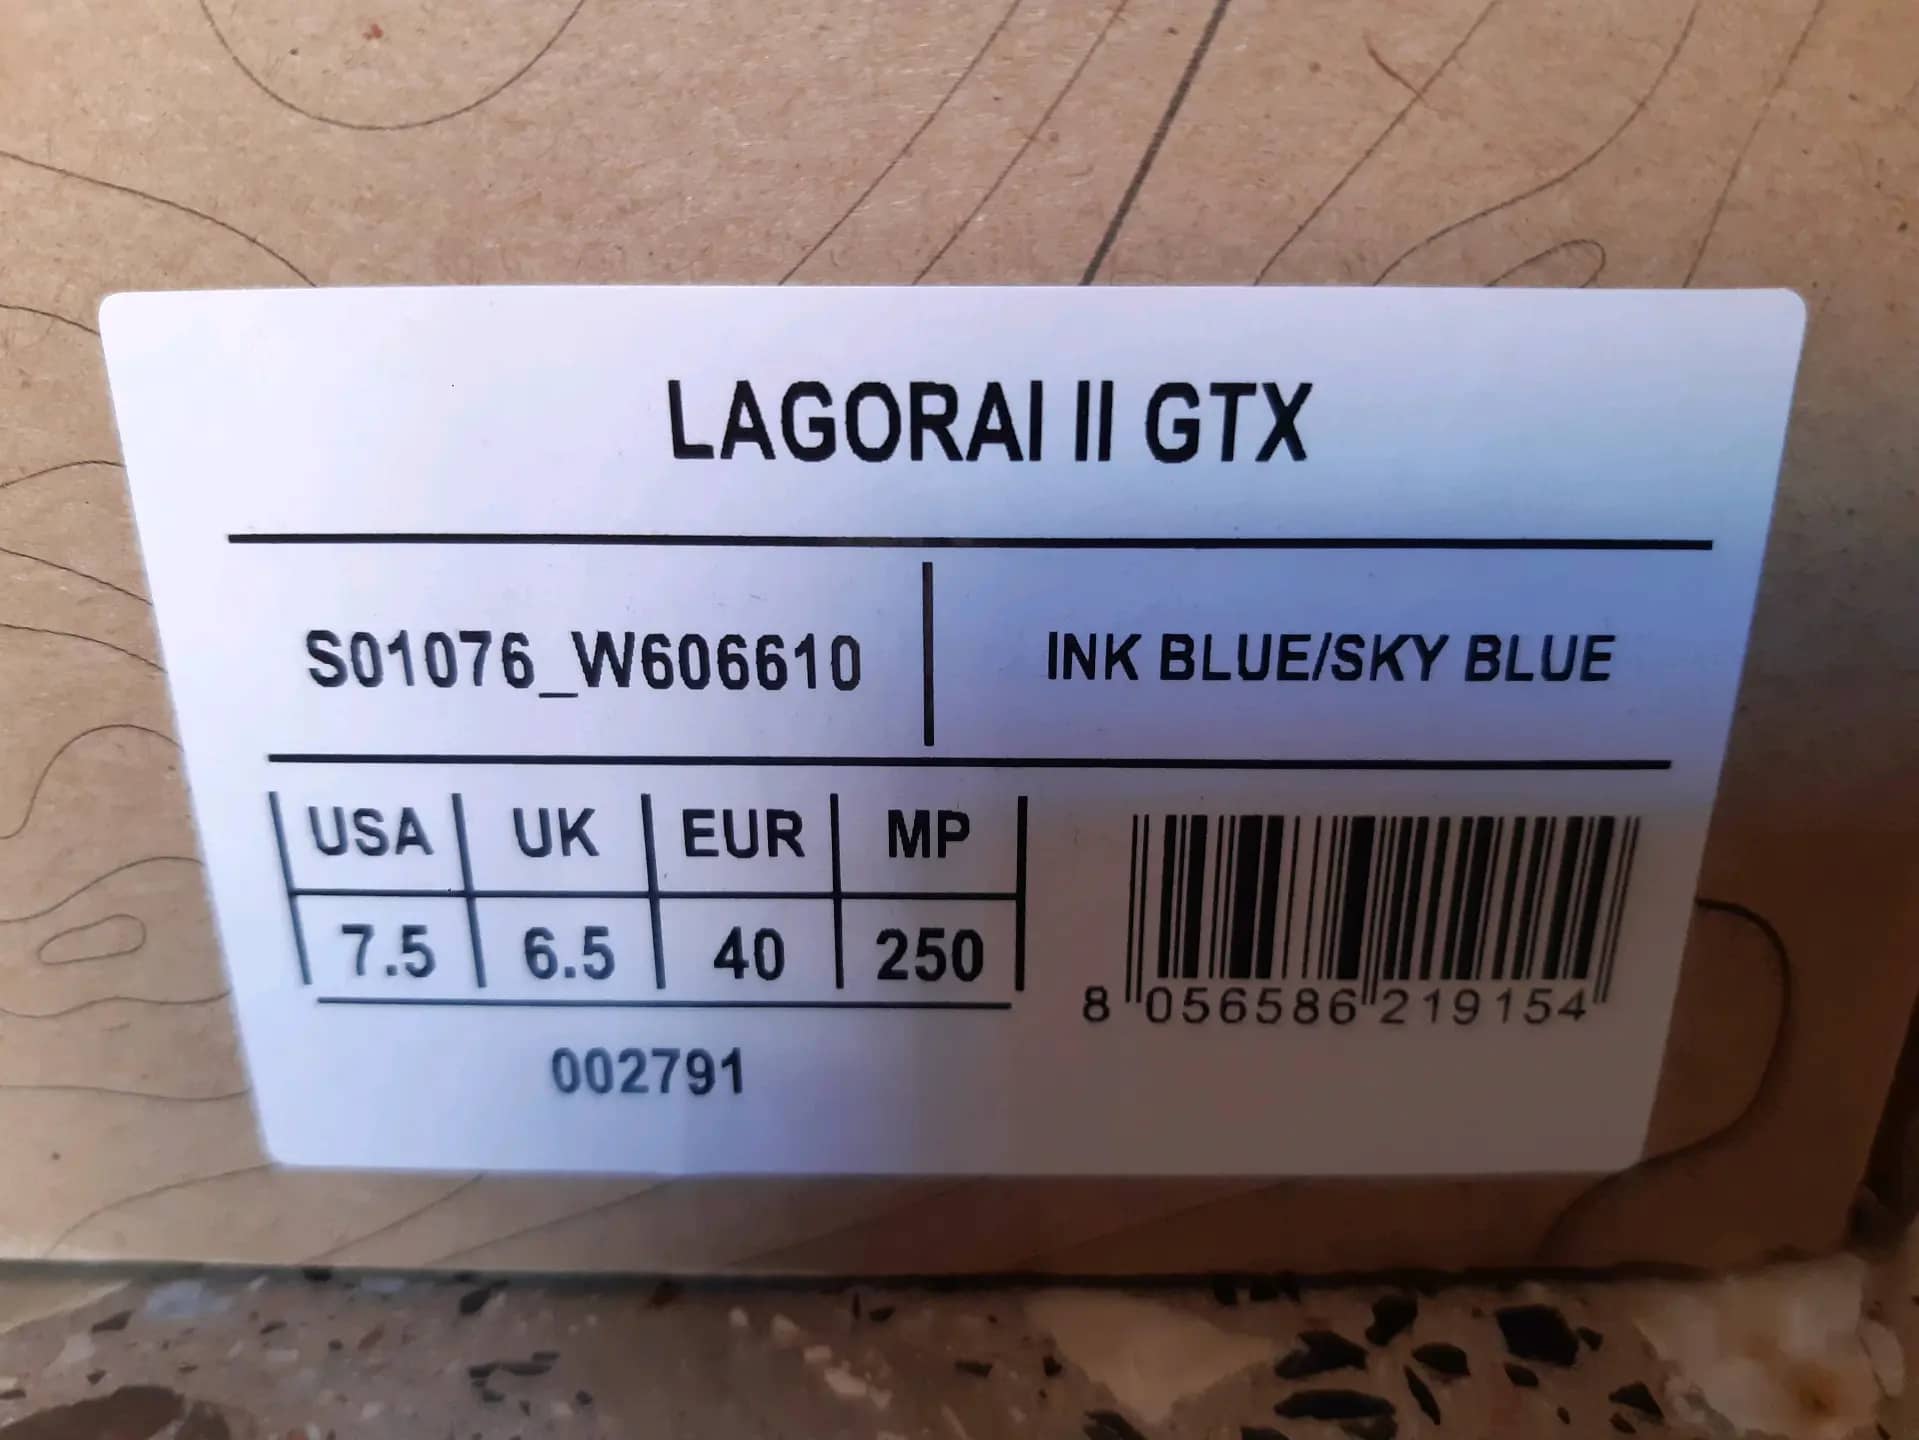 LAGORAI II GTX
S01076_W606610 INK BLUE/SKY BLUE
USA UK EUR MP
7.5 6.5 40 250
8 056586 219154
002791